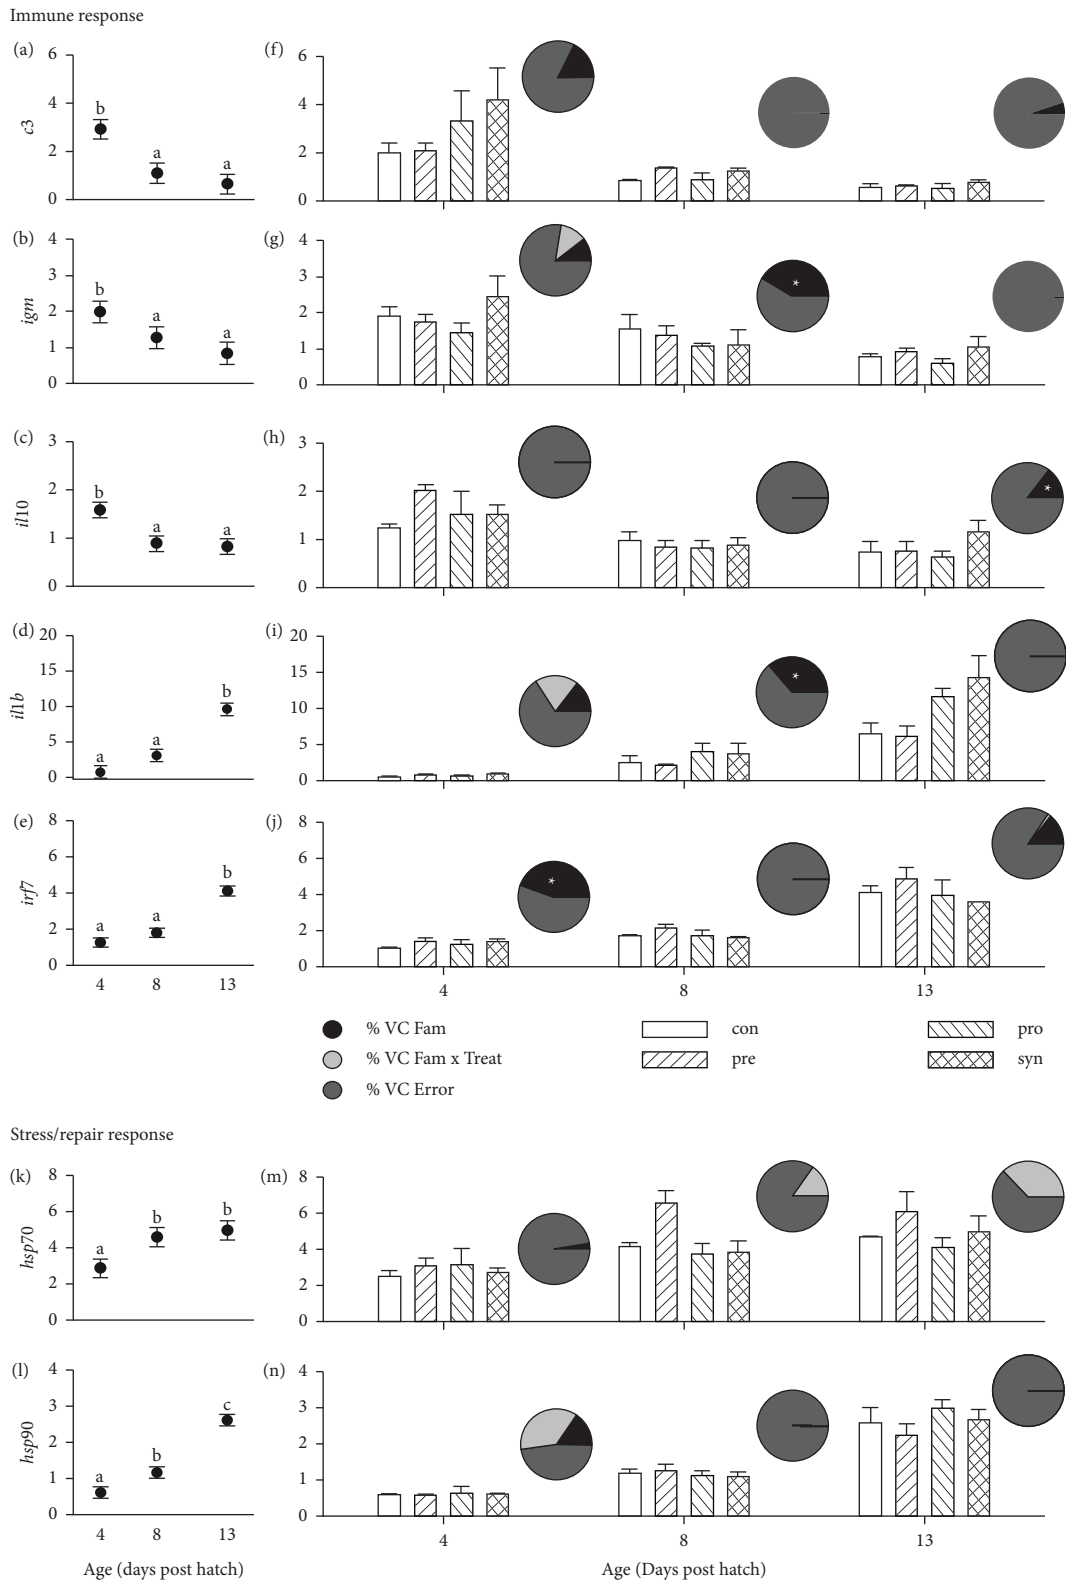 Immune response
(a)
6
4
2
0
c3
b
a
a
(f)
6
4
2
0
(b)
4
3
2
1
0
igm
b
a
a
(g)
4
3
2
1
0
*
(c)
3
2
1
0
il10
b
a
a
(h)
3
2
1
0
*
(d)
20
15
10
5
0
il1b
a
a
b
(i)
20
15
10
5
0
*
(e)
8
6
4
2
0
irf7
a
a
b
4 8 13
(j)
8
6
4
2
0
*
4 8 13
% VC Fam
% VC Fam x Treat
% VC Error
con
pre
pro
syn
Stress/repair response
(k)
8
6
4
2
0
hsp70
a
b
b
(m)
8
6
4
2
0
(l)
4
3
2
1
0
hsp90
a
b
c
4 8 13
Age (days post hatch)
(n)
4
3
2
1
0
4 8 13
Age (Days post hatch)